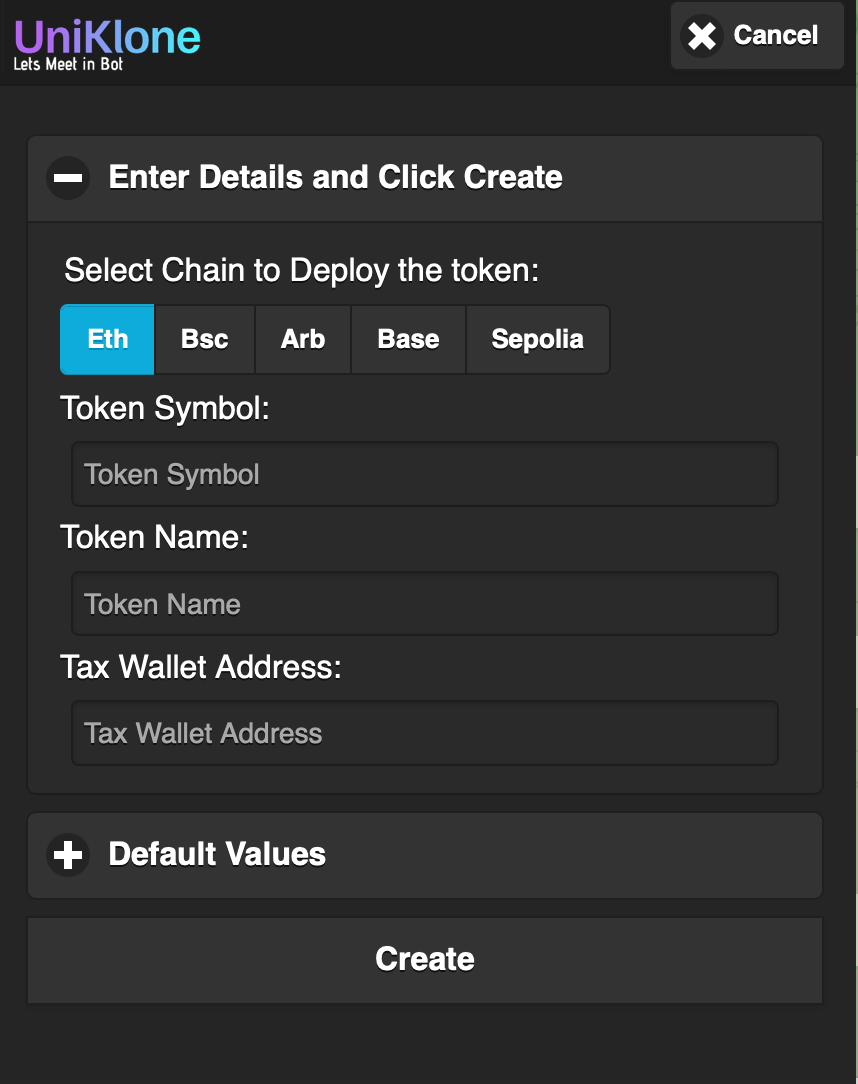 UniKlone
Lets Meet in Bot
Cancel
Enter Details and Click Create
Select Chain to Deploy the token:
Eth Bsc Arb Base Sepolia
Token Symbol:
Token Symbol
Token Name:
Token Name
Tax Wallet Address:
Tax Wallet Address
Default Values
Create